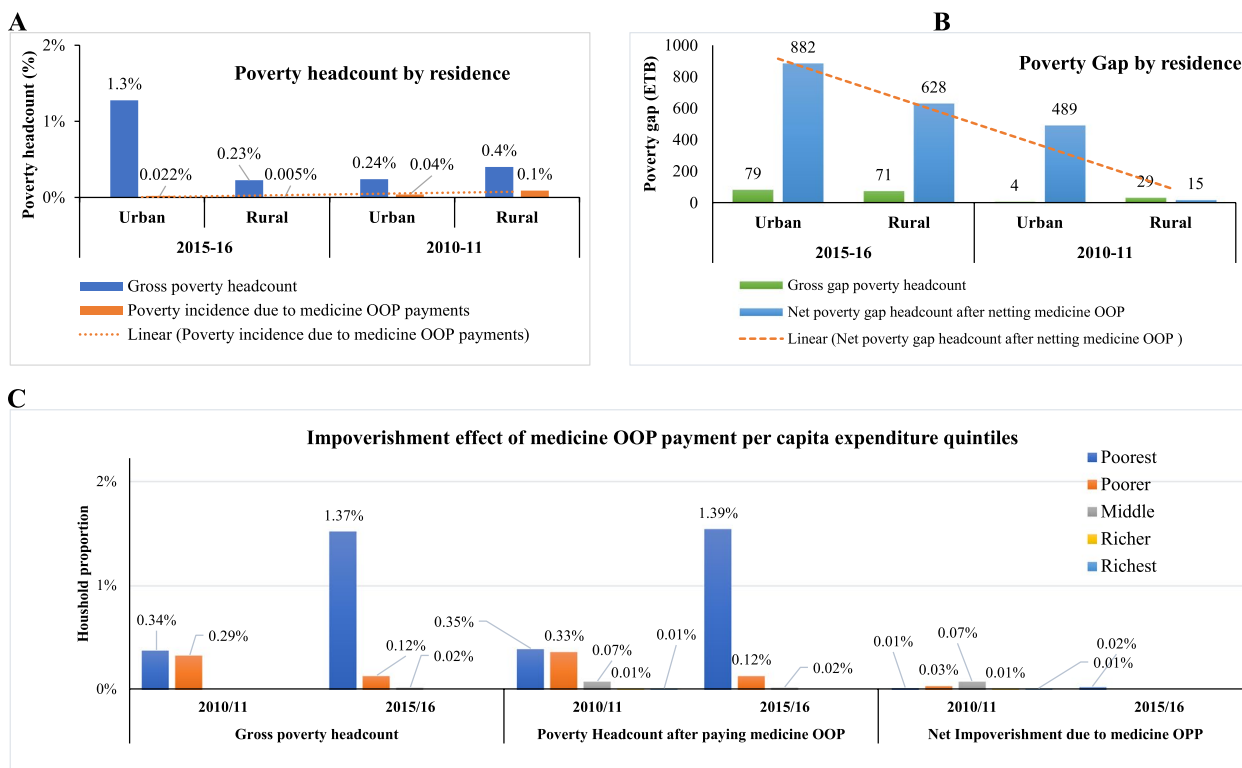 A
Poverty headcount by residence
Poverty headcount (%)
2%
1%
0%
1.3%
0.022%
0.23%
0.005%
0.24%
0.04%
0.4%
0.1%
Urban
Rural
Urban
Rural
2015-16
2010-11
Gross poverty headcount
Poverty incidence due to medicine OOP payments
Linear (Poverty incidence due to medicine OOP payments)
B
Poverty Gap by residence
Poverty gap (ETB)
1000
800
600
400
200
0
79
882
71
628
4
489
29
15
Urban
Rural
Urban
Rural
2015-16
2010-11
Gross gap poverty headcount
Net poverty gap headcount after netting medicine OOP
Linear (Net poverty gap headcount after netting medicine OOP )
C
Impoverishment effect of medicine OOP payment per capita expenditure quintiles
Houshold proportion
2%
1%
0%
Poorest
Poorer
Middle
Richer
Richest
0.34%
0.29%
1.37%
0.12%
0.02%
0.35%
0.33%
0.07%
0.01%
0.01%
1.39%
0.12%
0.02%
0.01%
0.03%
0.07%
0.01%
0.02%
0.01%
2010/11
2015/16
2010/11
2015/16
2010/11
2015/16
Gross poverty headcount
Poverty Headcount after paying medicine OOP
Net Impoverishment due to medicine OPP